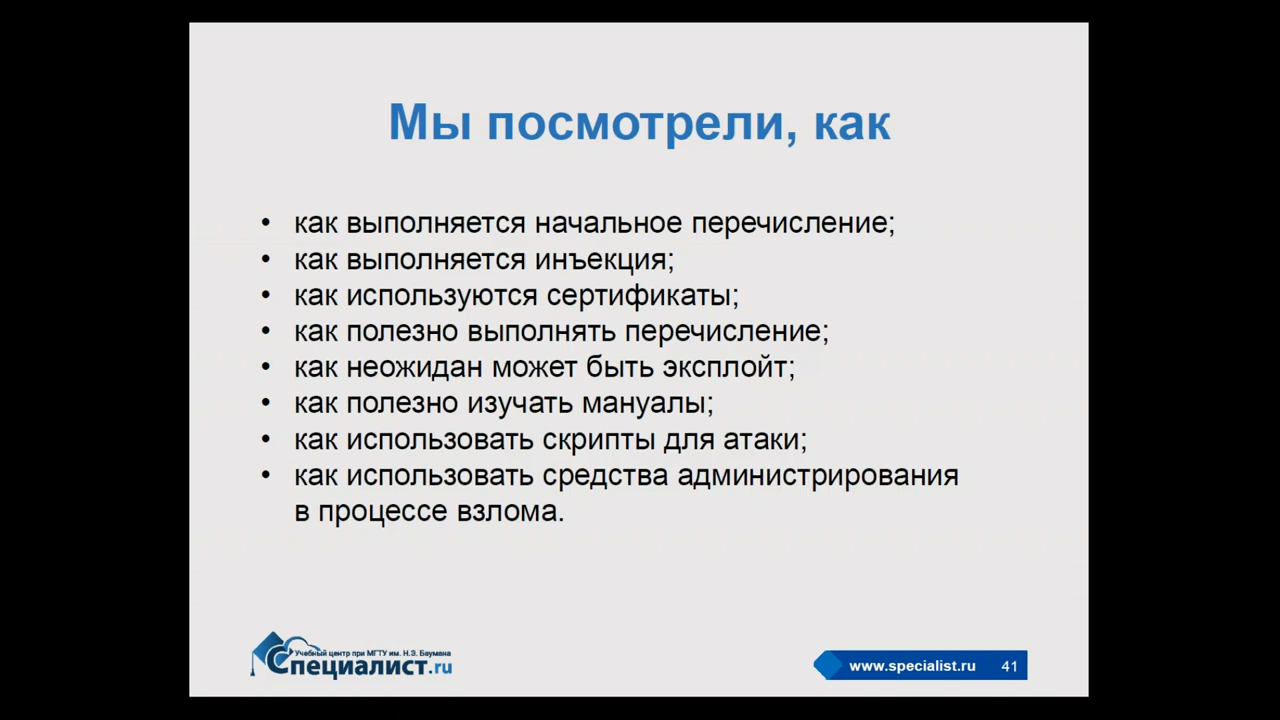 Мы посмотрели, как
• как выполняется начальное перечисление;
• как выполняется инъекция;
• как используются сертификаты;
• как полезно выполнять перечисление;
• как неожидан может быть эксплойт;
• как полезно изучать мануалы;
• как использовать скрипты для атаки;
• как использовать средства администрирования
в процессе взлома.
Учебный центр при МГТУ им. Н.Э. Баумана
Специалист.ru
www.specialist.ru 41